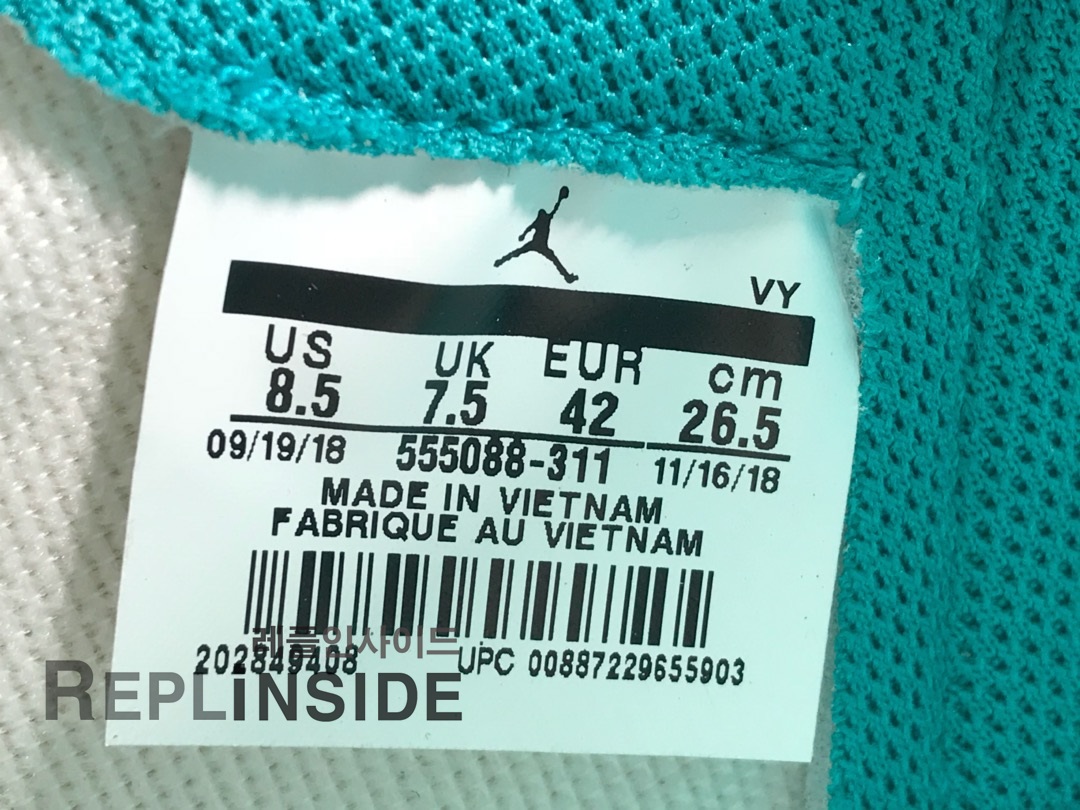 VY
US UK EUR cm
8.5 7.5 42 26.5
09/19/18 555088-311 11/16/18
MADE IN VIETNAM
FABRIQUE AU VIETNAM
레플인사이드
202849408 UPC 00887229655903
REPLiNSIDE